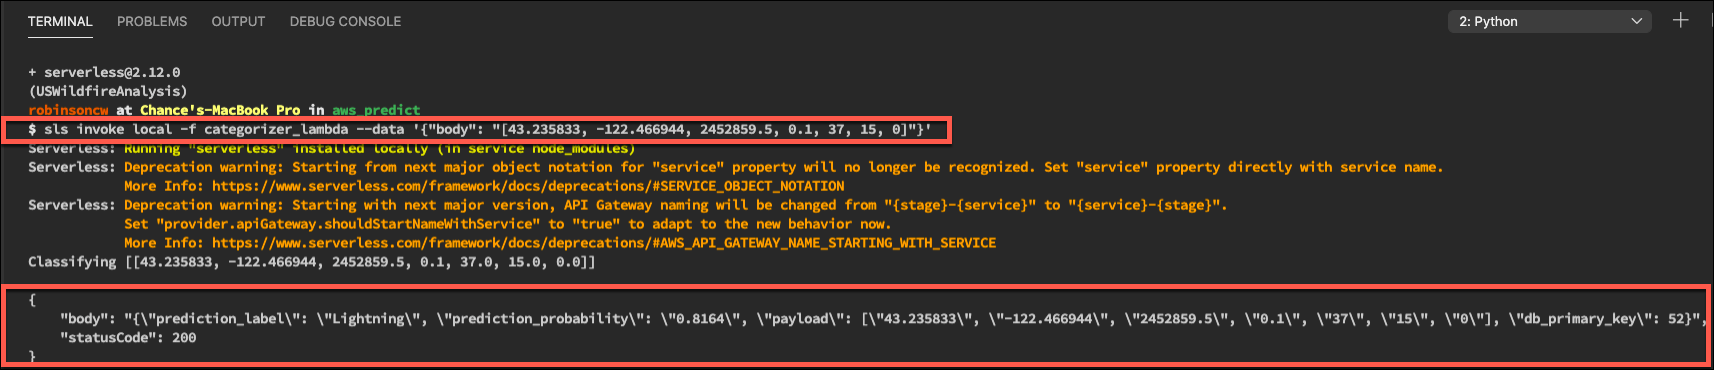 TERMINAL PROBLEMS OUTPUT DEBUG CONSOLE 2: Python
+ serverless@2.12.0
(USWildfireAnalysis)
robinsoncw at Chance's-MacBook Pro in aws_predict
$ sls invoke local -f categorizer_lambda --data '{"body": "[43.235833, -122.466944, 2452859.5, 0.1, 37, 15, 0]"}'
Serverless: Running "serverless" installed locally (in service node_modules)
Serverless: Deprecation warning: Starting from next major object notation for "service" property will no longer be recognized. Set "service" property directly with service name.
More Info: https://www.serverless.com/framework/docs/deprecations/#SERVICE_OBJECT_NOTATION
Serverless: Deprecation warning: Starting with next major version, API Gateway naming will be changed from "{stage}-{service}" to "{service}-{stage}".
Set "provider.apiGateway.shouldStartNameWithService" to "true" to adapt to the new behavior now.
More Info: https://www.serverless.com/framework/docs/deprecations/#AWS_API_GATEWAY_NAME_STARTING_WITH_SERVICE
Classifying [[43.235833, -122.466944, 2452859.5, 0.1, 37.0, 15.0, 0.0]]
{
"body": "{\"prediction_label\": \"Lightning\", \"prediction_probability\": \"0.8164\", \"payload\": [\"43.235833\", \"-122.466944\", \"2452859.5\", \"0.1\", \"37\", \"15\", \"0\"], \"db_primary_key\": 52}",
"statusCode": 200
}